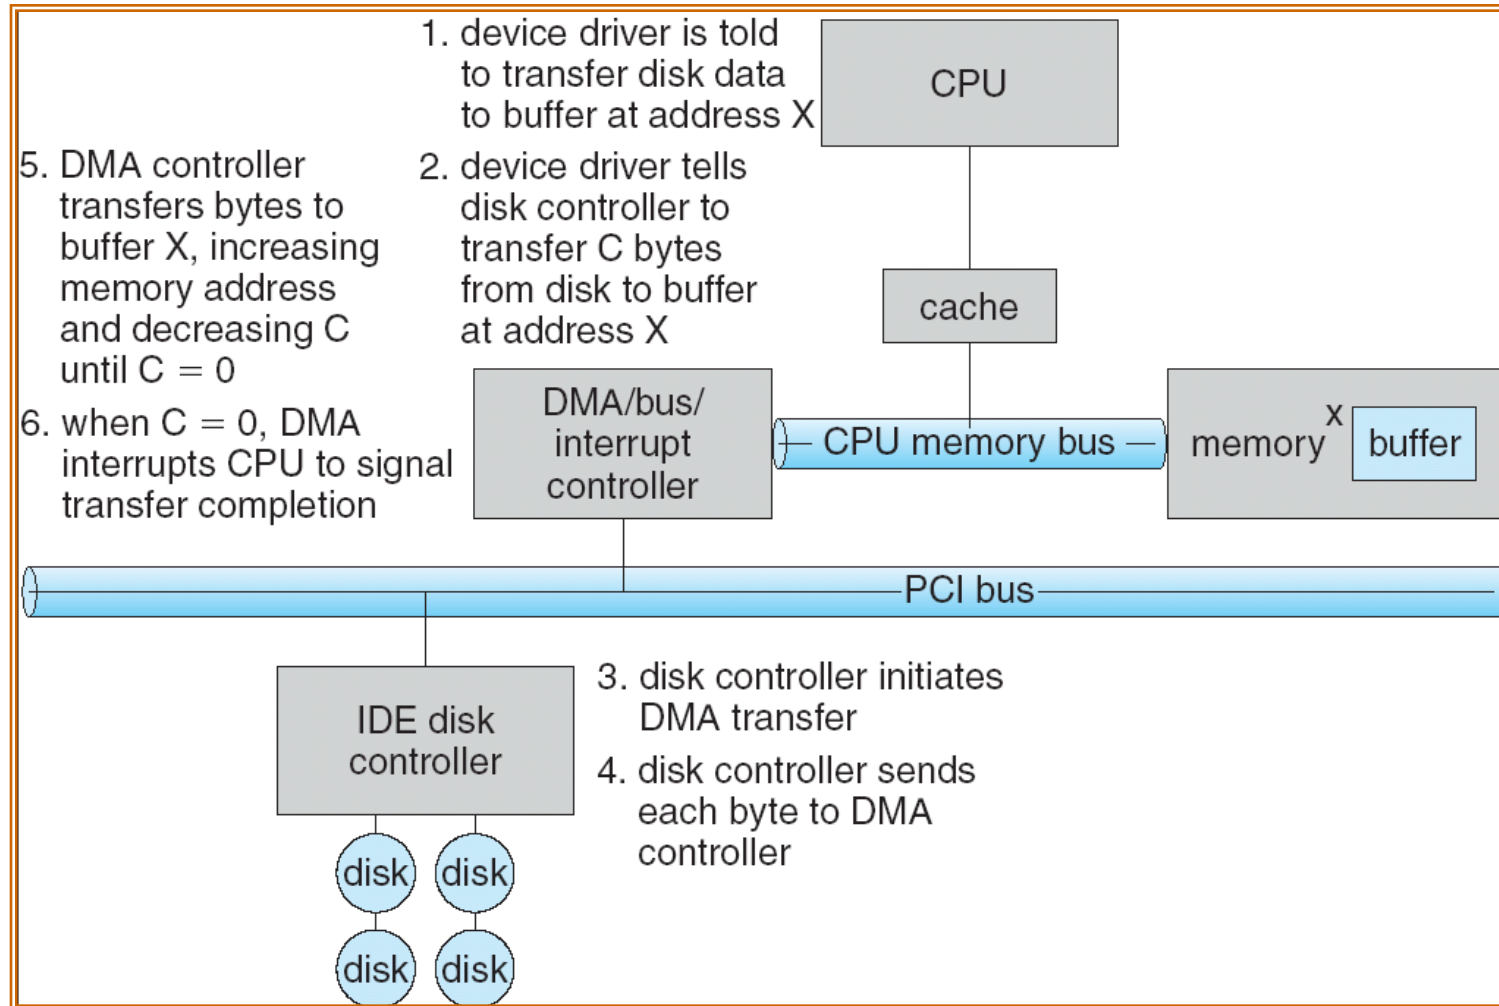 1. device driver is told
to transfer disk data
to buffer at address X
CPU
5. DMA controller
transfers bytes to
buffer X, increasing
memory address
and decreasing C
until C = 0
2. device driver tells
disk controller to
transfer C bytes
from disk to buffer
at address X
cache
6. when C = 0, DMA
interrupts CPU to signal
transfer completion
DMA/bus/
interrupt
controller
CPU memory bus
memory
X
buffer
PCI bus
IDE disk
controller
3. disk controller initiates
DMA transfer
4. disk controller sends
each byte to DMA
controller
disk
disk
disk
disk